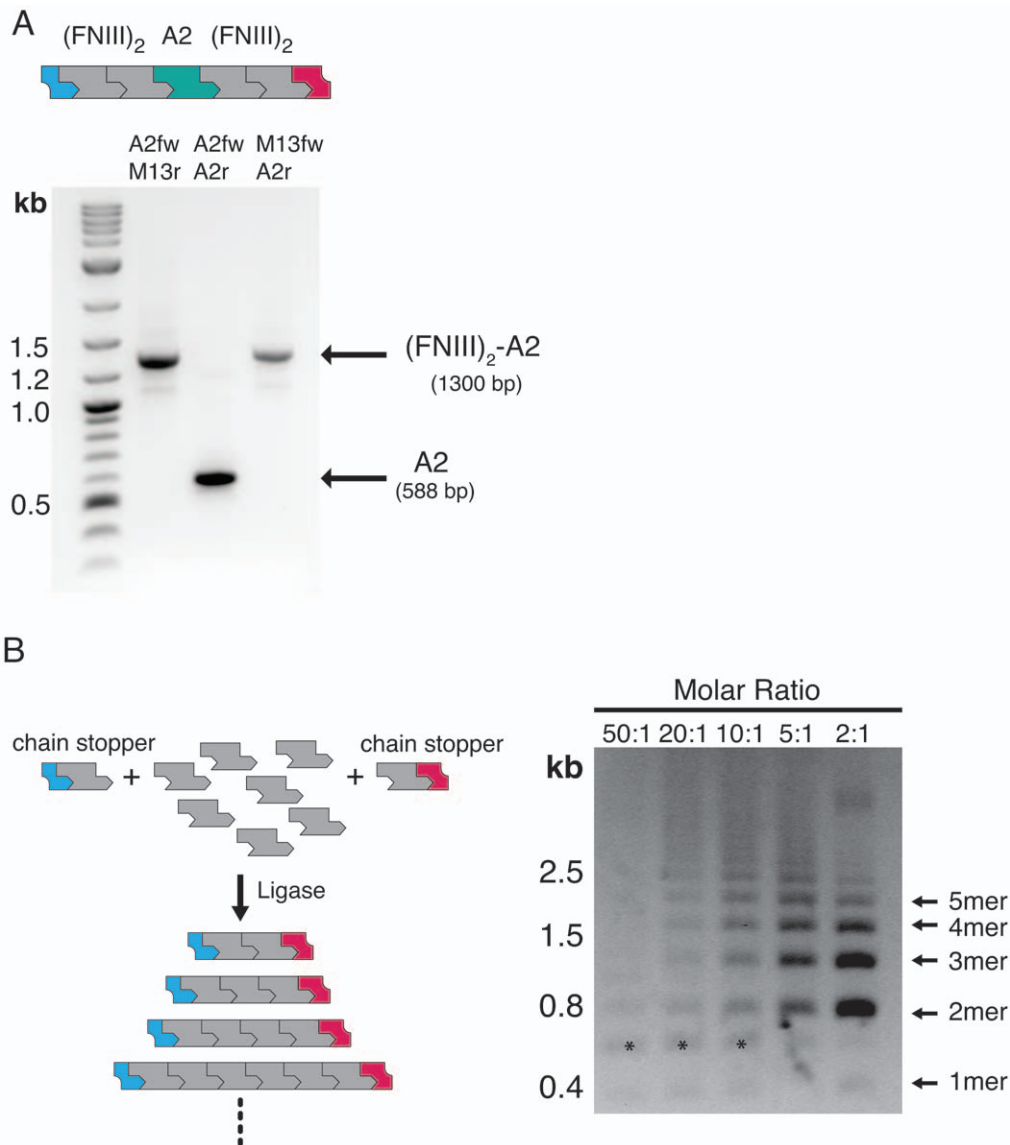 A
(FNIII)2 A2 (FNIII)2
A2fw A2fw M13fw
M13r A2r A2r
kb
1.5
1.2
1.0
0.5
(FNIII)2-A2
(1300 bp)
A2
(588 bp)
B
chain stopper
+
+
chain stopper
Ligase
Molar Ratio
50:1 20:1 10:1 5:1 2:1
kb
2.5
1.5
0.8
0.4
* * *
5mer
4mer
3mer
2mer
1mer